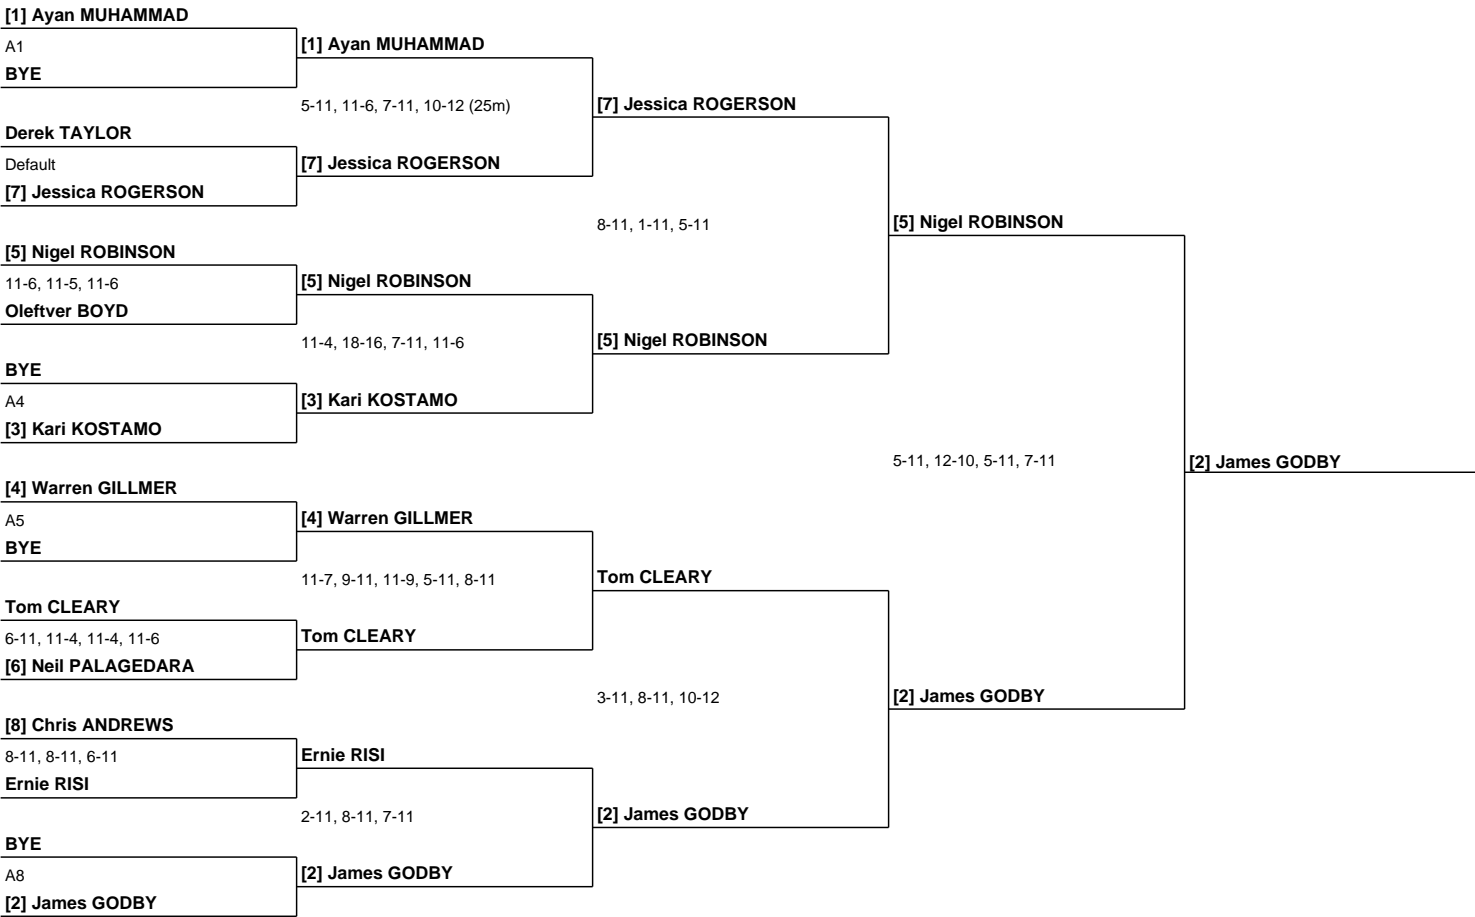 [1] Ayan MUHAMMAD
A1
BYE
Derek TAYLOR
Default
[7] Jessica ROGERSON
[5] Nigel ROBINSON
11-6, 11-5, 11-6
Oleftver BOYD
BYE
A4
[3] Kari KOSTAMO
[4] Warren GILLMER
A5
BYE
Tom CLEARY
6-11, 11-4, 11-4, 11-6
[6] Neil PALAGEDARA
[8] Chris ANDREWS
8-11, 8-11, 6-11
Ernie RISI
BYE
A8
[2] James GODBY
[1] Ayan MUHAMMAD
5-11, 11-6, 7-11, 10-12 (25m)
[7] Jessica ROGERSON
[5] Nigel ROBINSON
11-4, 18-16, 7-11, 11-6
[3] Kari KOSTAMO
[4] Warren GILLMER
11-7, 9-11, 11-9, 5-11, 8-11
Tom CLEARY
Ernie RISI
2-11, 8-11, 7-11
[2] James GODBY
[7] Jessica ROGERSON
8-11, 1-11, 5-11
[5] Nigel ROBINSON
Tom CLEARY
3-11, 8-11, 10-12
[2] James GODBY
[5] Nigel ROBINSON
5-11, 12-10, 5-11, 7-11
[2] James GODBY
[2] James GODBY